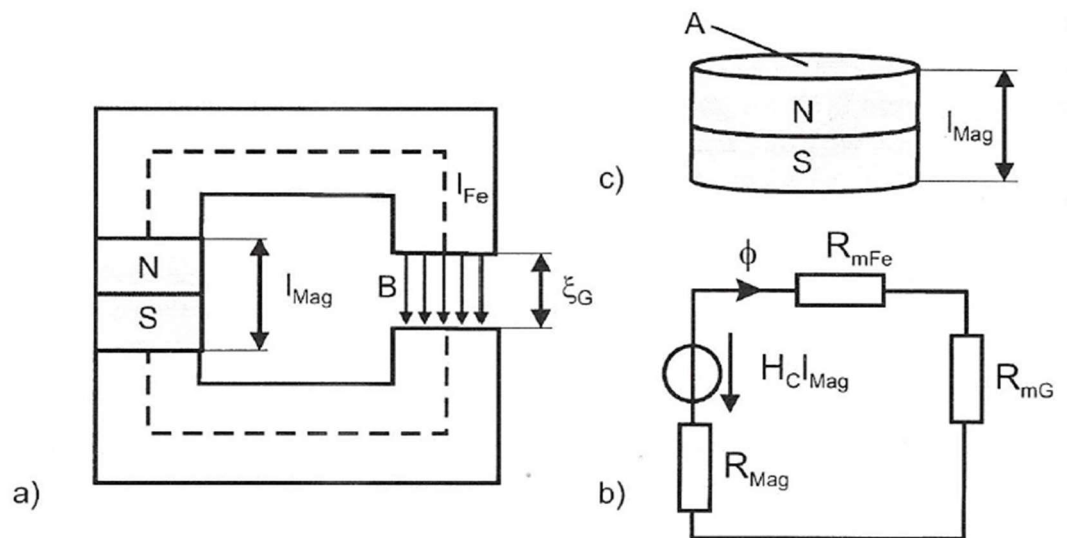 A
N
S
l_Mag
c)
l_Fe
N
S
l_Mag
B
ξ_G
a)
ϕ
R_mFe
H_C l_Mag
R_mG
R_Mag
b)